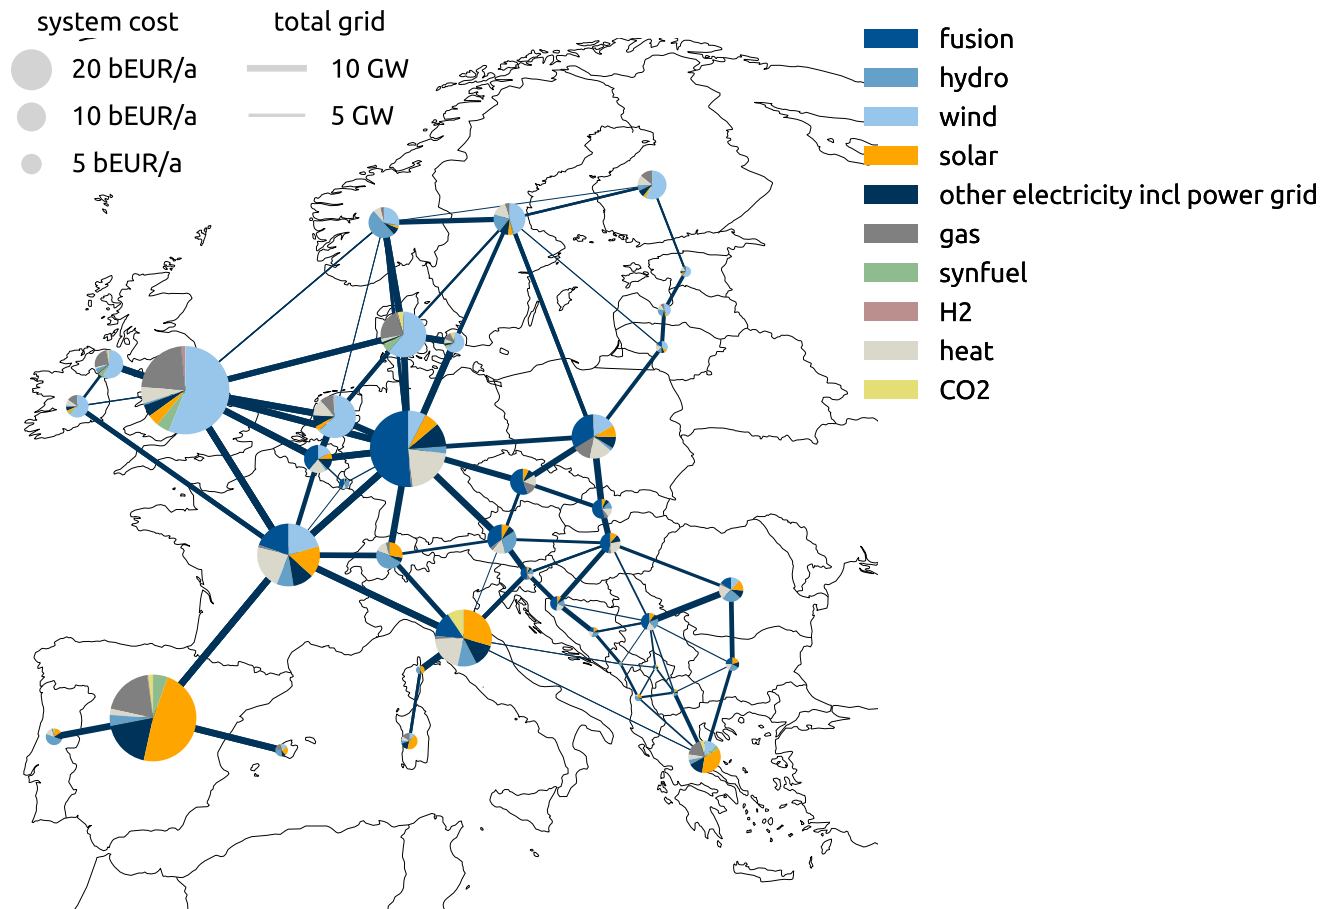 system cost
20 bEUR/a
10 bEUR/a
5 bEUR/a
total grid
10 GW
5 GW
fusion
hydro
wind
solar
other electricity incl power grid
gas
synfuel
H2
heat
CO2